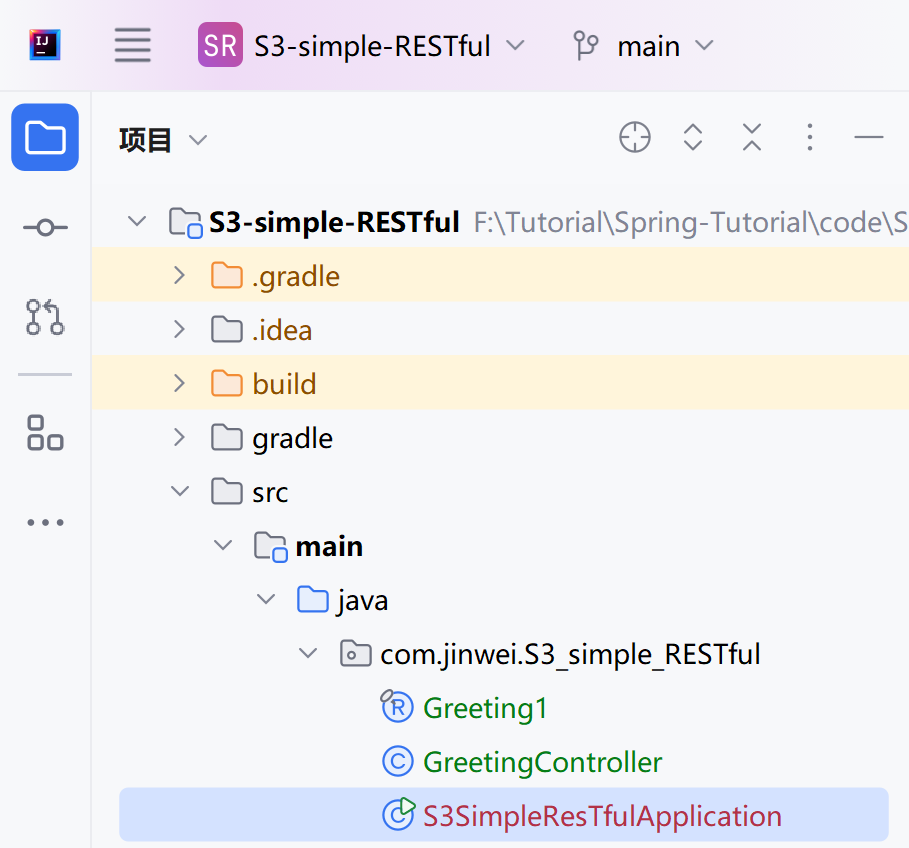 IJ
SR S3-simple-RESTful main
项目
S3-simple-RESTful F:\Tutorial\Spring-Tutorial\code\S
.gradle
.idea
build
gradle
src
main
java
com.jinwei.S3_simple_RESTful
R Greeting1
C GreetingController
C S3SimpleResTfulApplication